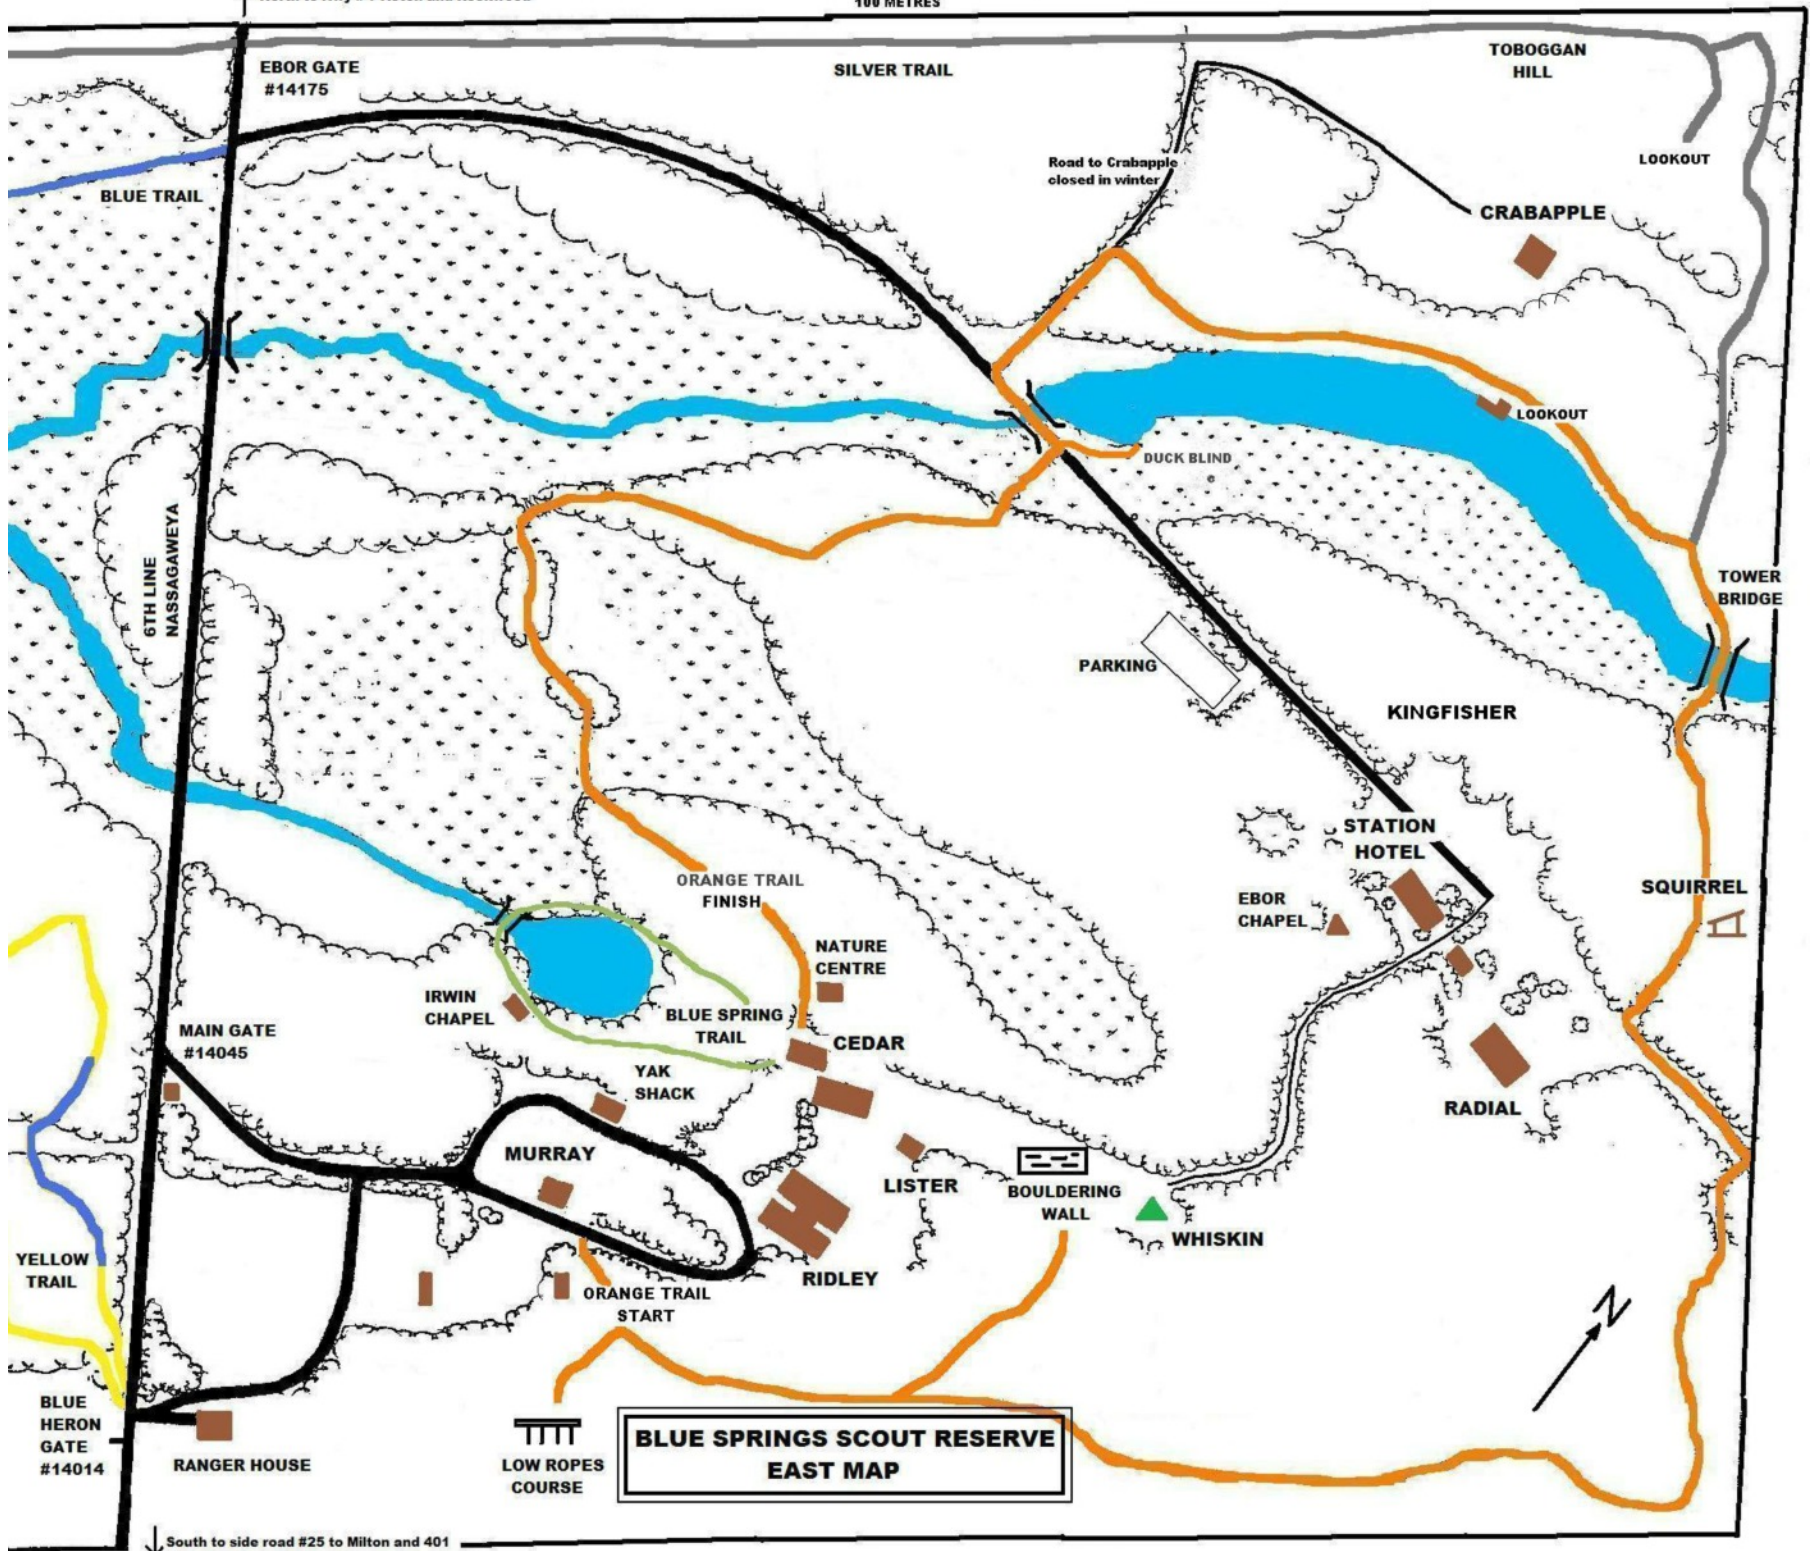 100 METRES
EBOR GATE
#14175
SILVER TRAIL
TOBOGGAN
HILL
LOOKOUT
Road to Crabapple
closed in winter
BLUE TRAIL
CRABAPPLE
LOOKOUT
DUCK BLIND
6TH LINE
NASSAGAWEYA
TOWER
BRIDGE
PARKING
KINGFISHER
STATION
HOTEL
ORANGE TRAIL
FINISH
SQUIRREL
EBOR
CHAPEL
NATURE
CENTRE
IRWIN
CHAPEL
BLUE SPRING
TRAIL
MAIN GATE
#14045
CEDAR
YAK
SHACK
RADIAL
MURRAY
LISTER
BOULDERING
WALL
WHISKIN
YELLOW
TRAIL
RIDLEY
ORANGE TRAIL
START
N
BLUE
HERON
GATE
#14014
RANGER HOUSE
LOW ROPES
COURSE
BLUE SPRINGS SCOUT RESERVE
EAST MAP
South to side road #25 to Milton and 401